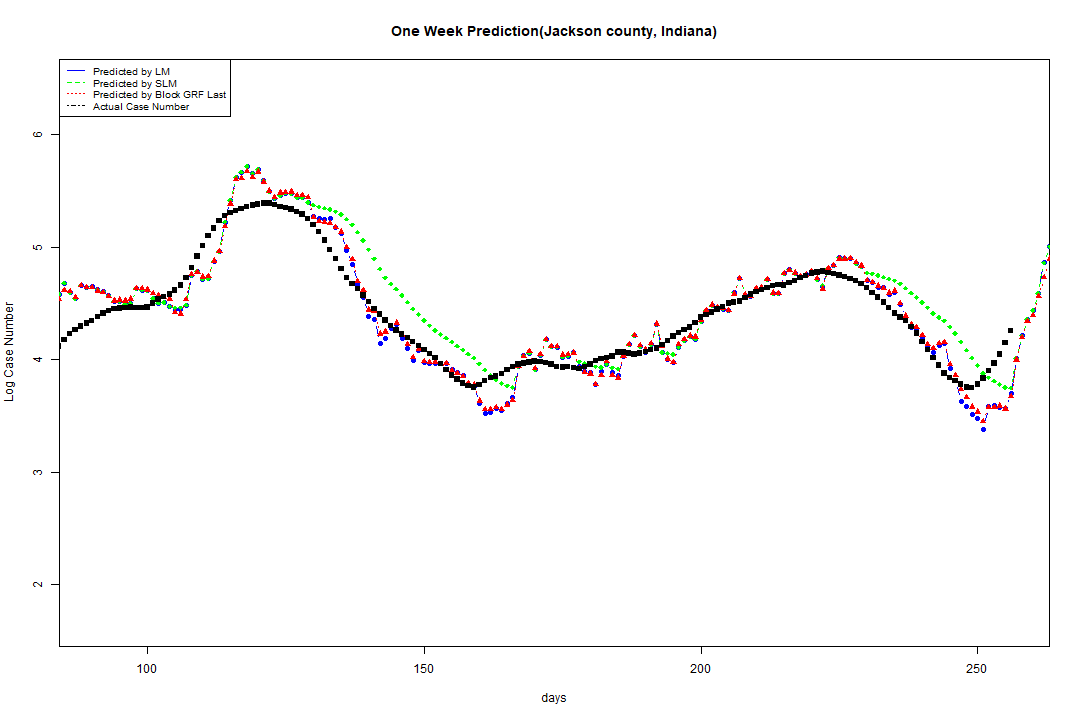 One Week Prediction(Jackson county, Indiana)
Predicted by LM
Predicted by SLM
Predicted by Block GRF Last
Actual Case Number
6
5
4
3
2
Log Case Number
100 150 200 250
days